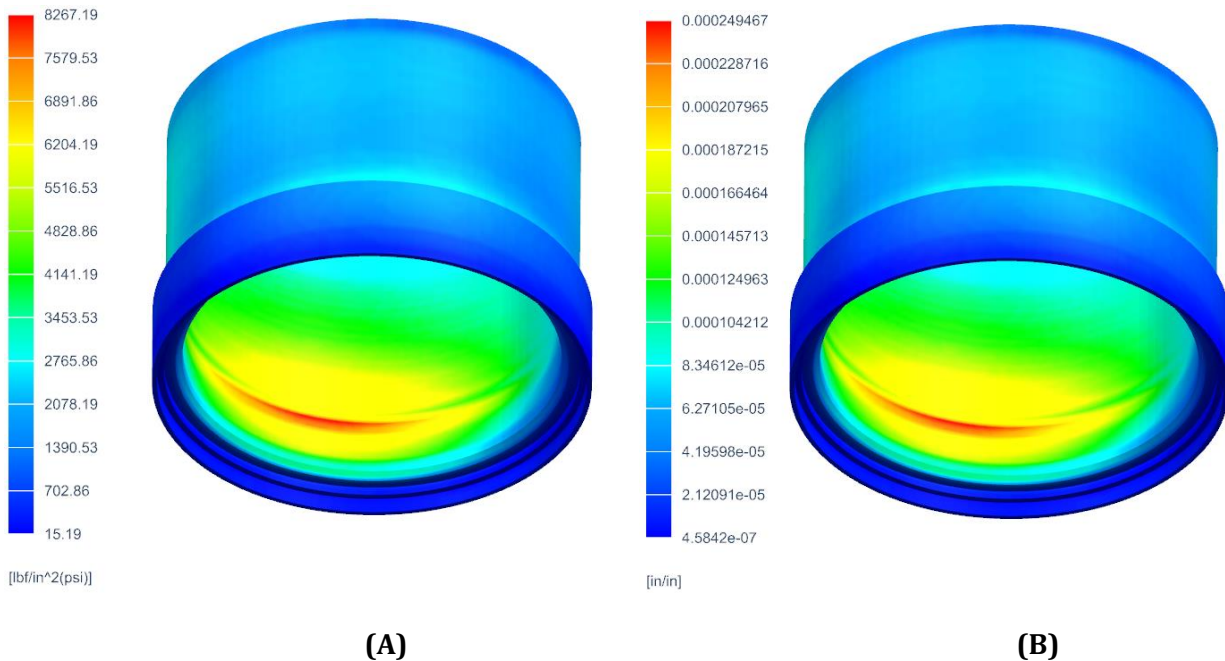 8267.19
7579.53
6891.86
6204.19
5516.53
4828.86
4141.19
3453.53
2765.86
2078.19
1390.53
702.86
15.19
[lbf/in^2(psi)]
(A)
0.000249467
0.000228716
0.000207965
0.000187215
0.000166464
0.000145713
0.000124963
0.000104212
8.34612e-05
6.27105e-05
4.19598e-05
2.12091e-05
4.5842e-07
[in/in]
(B)